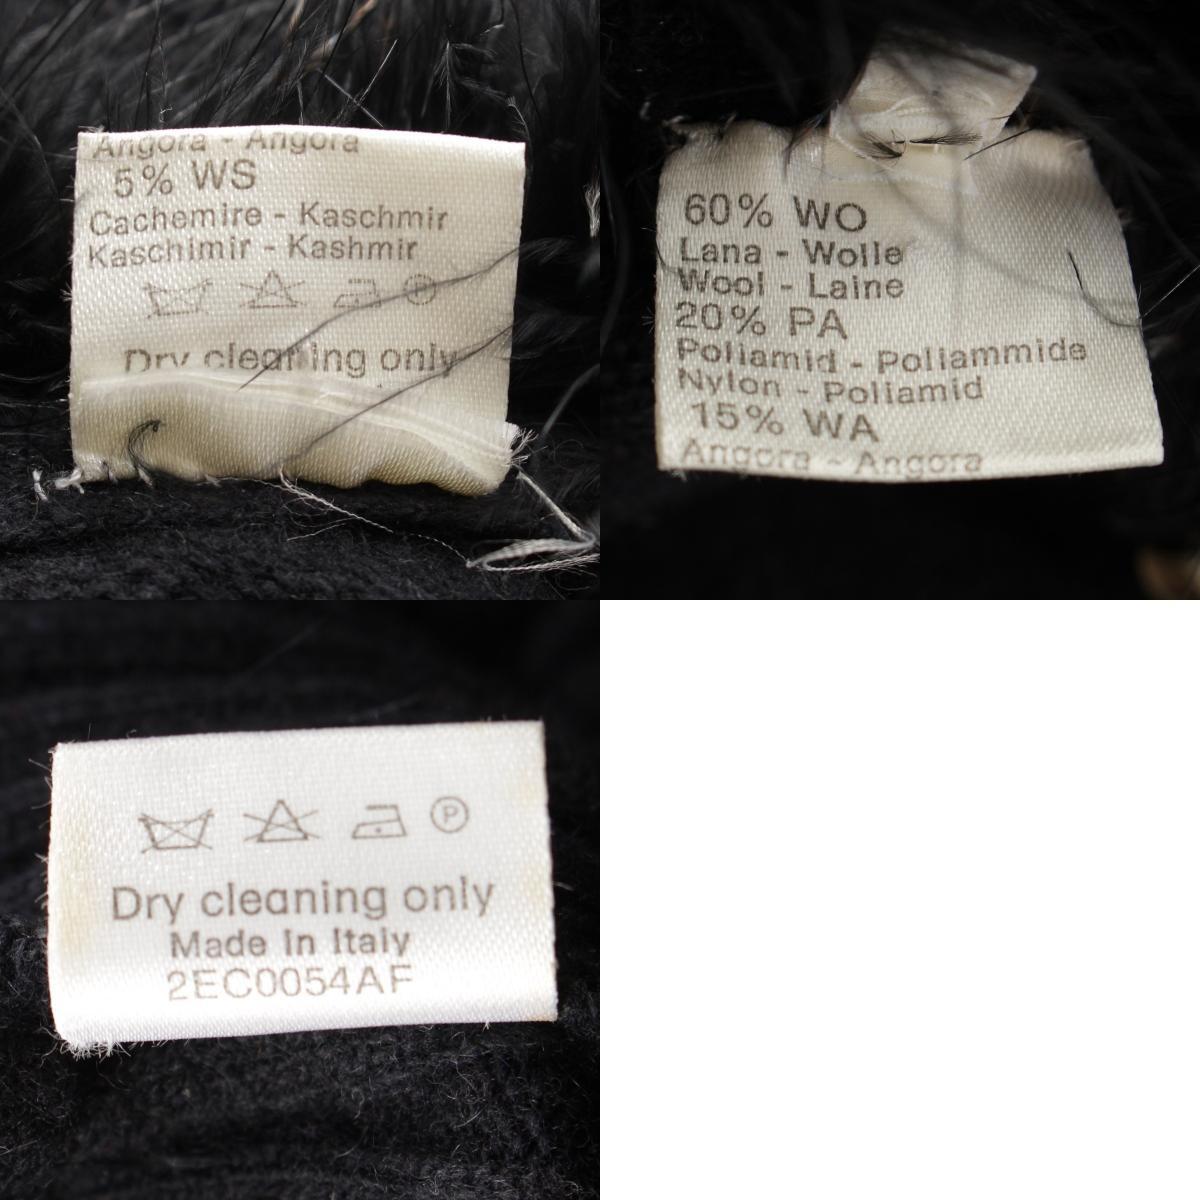 Angora - Angora
5% WS
Cachemire - Kaschmir
Kaschimir - Kashmir
P
Dry cleaning only
60% WO
Lana - Wolle
Wool - Laine
20% PA
Poliamid - Poliammide
Nylon - Poliamid
15% WA
Angora - Angora
P
Dry cleaning only
Made In Italy
2EC0054AF